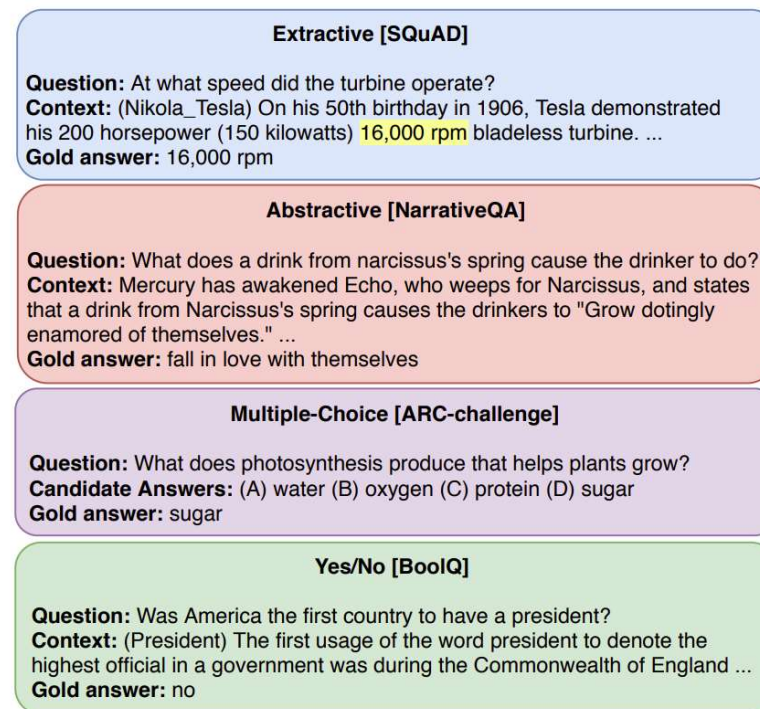 Extractive [SQuAD]
Question: At what speed did the turbine operate?
Context: (Nikola_Tesla) On his 50th birthday in 1906, Tesla demonstrated
his 200 horsepower (150 kilowatts) 16,000 rpm bladeless turbine. ...
Gold answer: 16,000 rpm
Abstractive [NarrativeQA]
Question: What does a drink from narcissus's spring cause the drinker to do?
Context: Mercury has awakened Echo, who weeps for Narcissus, and states
that a drink from Narcissus's spring causes the drinkers to "Grow dotingly
enamored of themselves." ...
Gold answer: fall in love with themselves
Multiple-Choice [ARC-challenge]
Question: What does photosynthesis produce that helps plants grow?
Candidate Answers: (A) water (B) oxygen (C) protein (D) sugar
Gold answer: sugar
Yes/No [BoolQ]
Question: Was America the first country to have a president?
Context: (President) The first usage of the word president to denote the
highest official in a government was during the Commonwealth of England ...
Gold answer: no